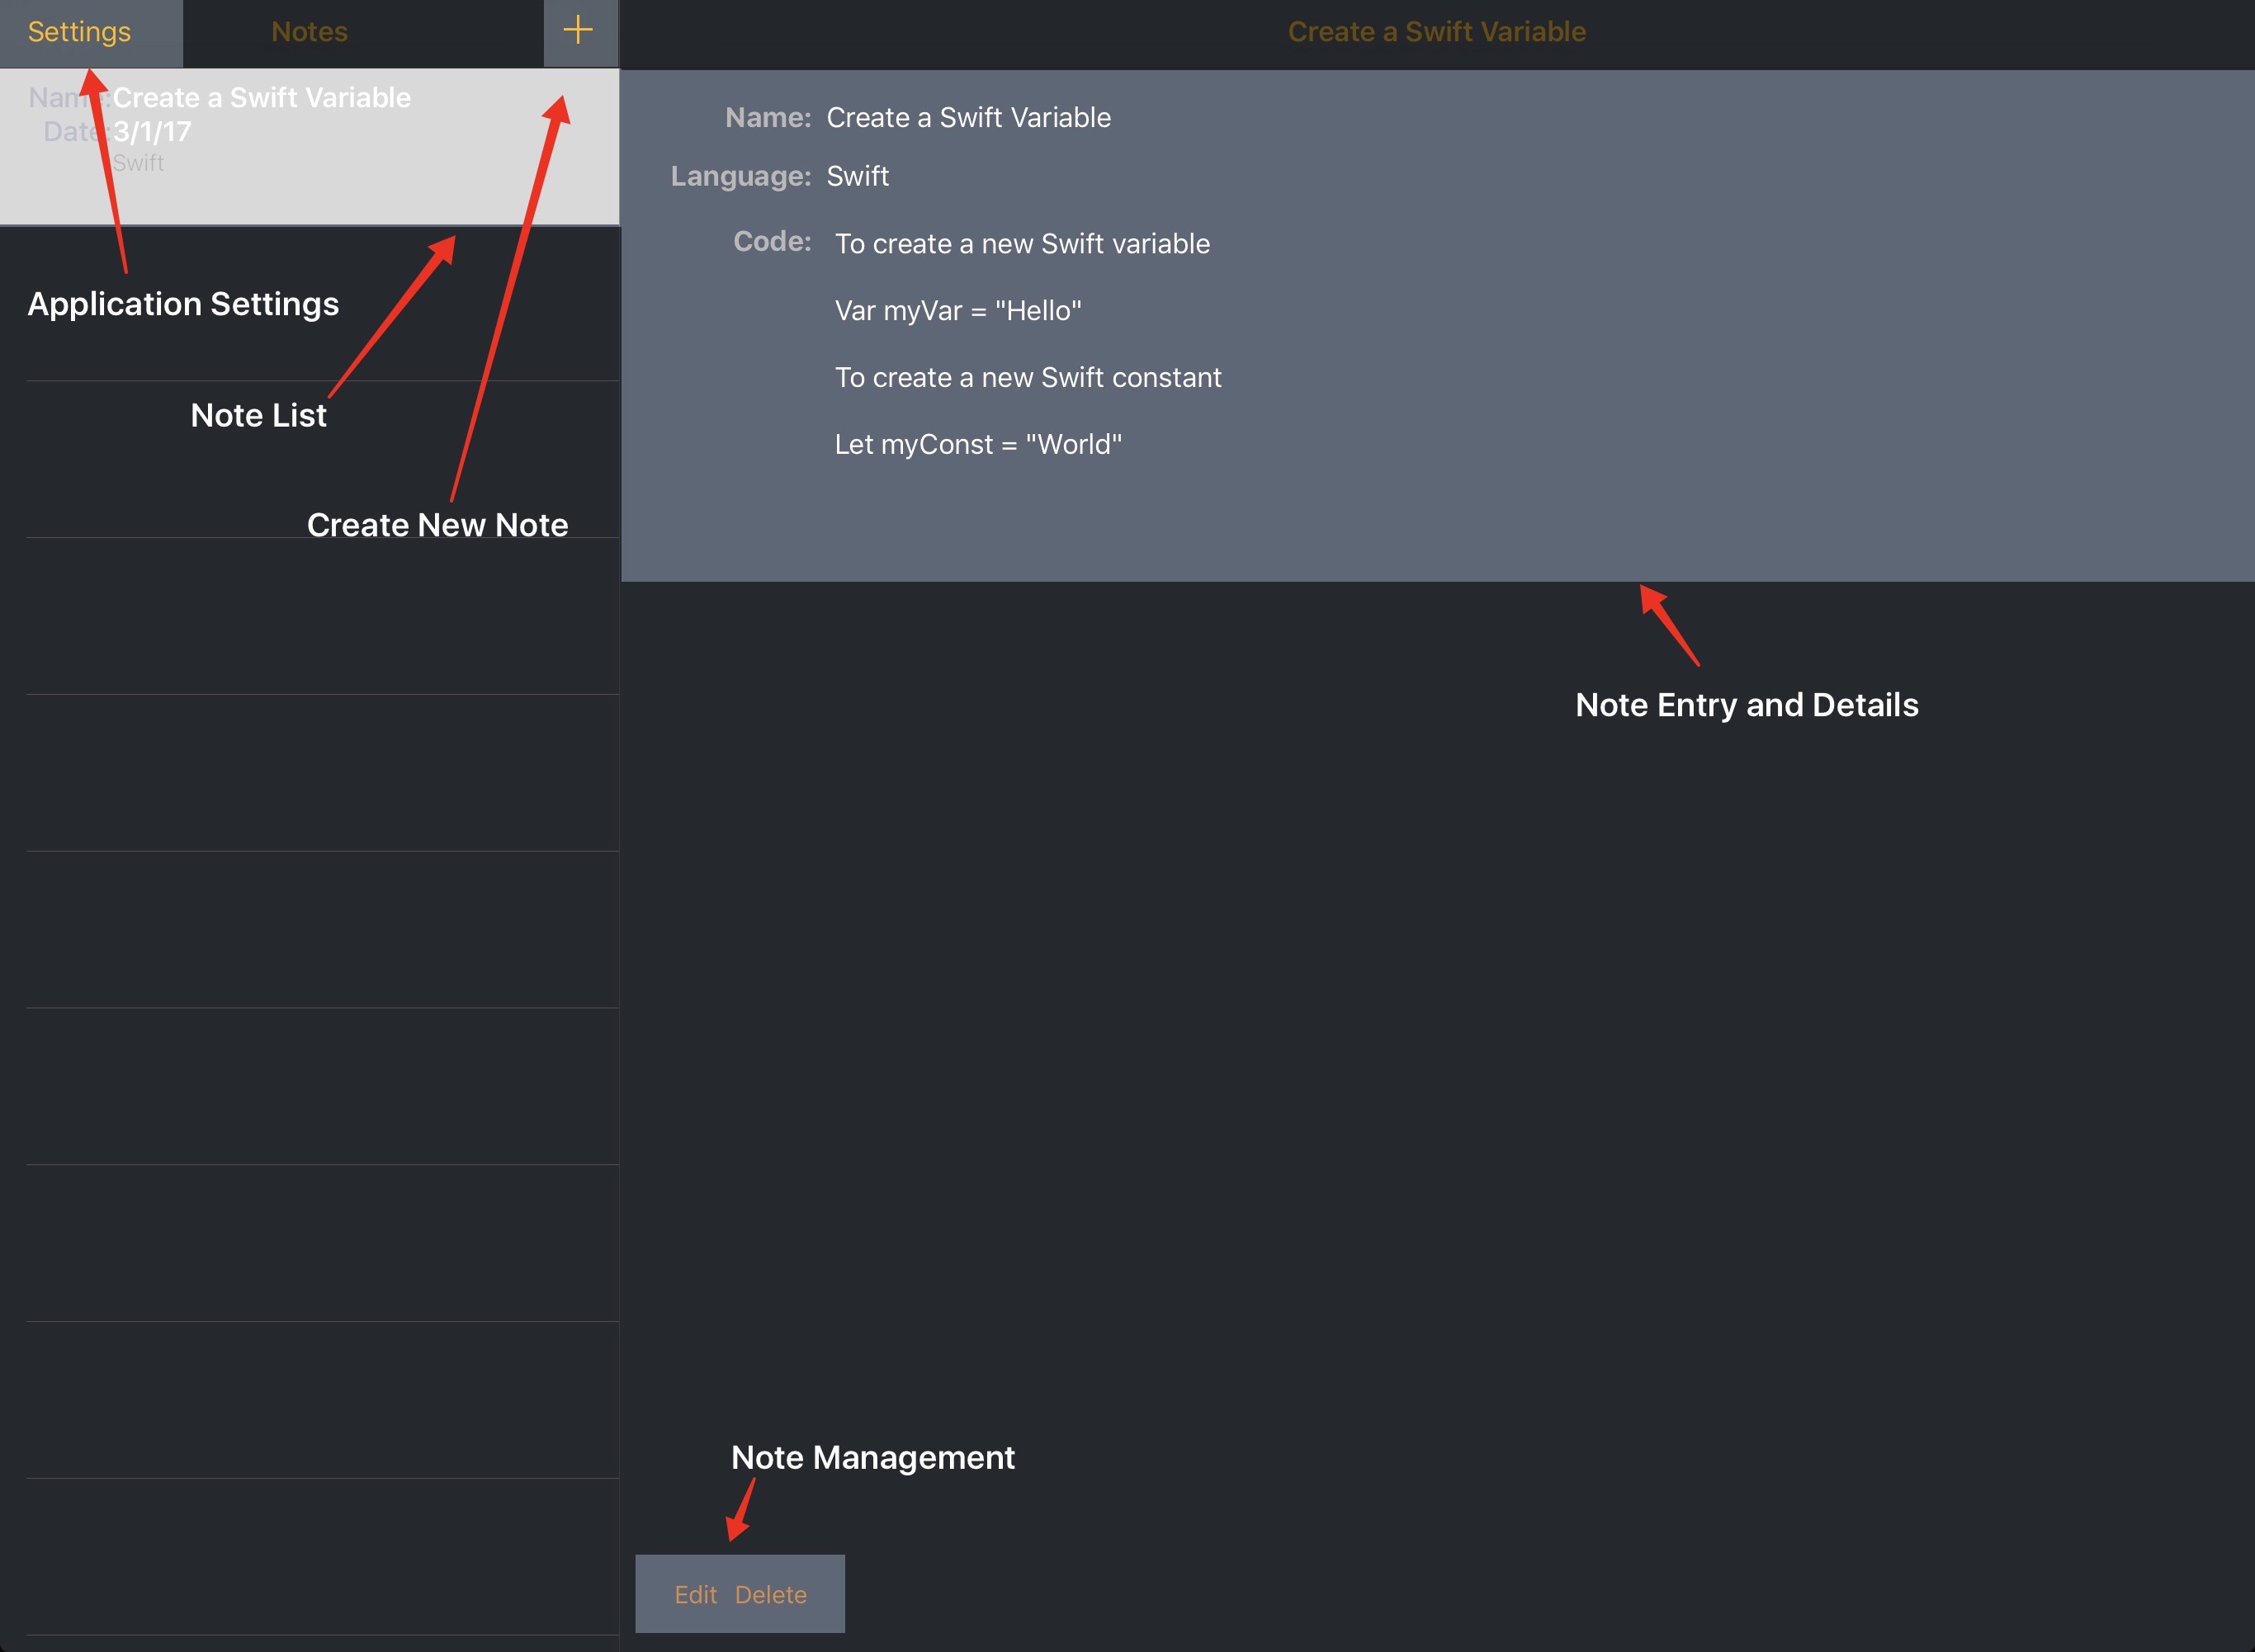 Settings
Notes
+
Name: Create a Swift Variable
Date: 3/1/17
Swift
Application Settings
Note List
Create New Note
Create a Swift Variable
Name: Create a Swift Variable
Language: Swift
Code: To create a new Swift variable
Var myVar = "Hello"
To create a new Swift constant
Let myConst = "World"
Note Entry and Details
Note Management
Edit Delete